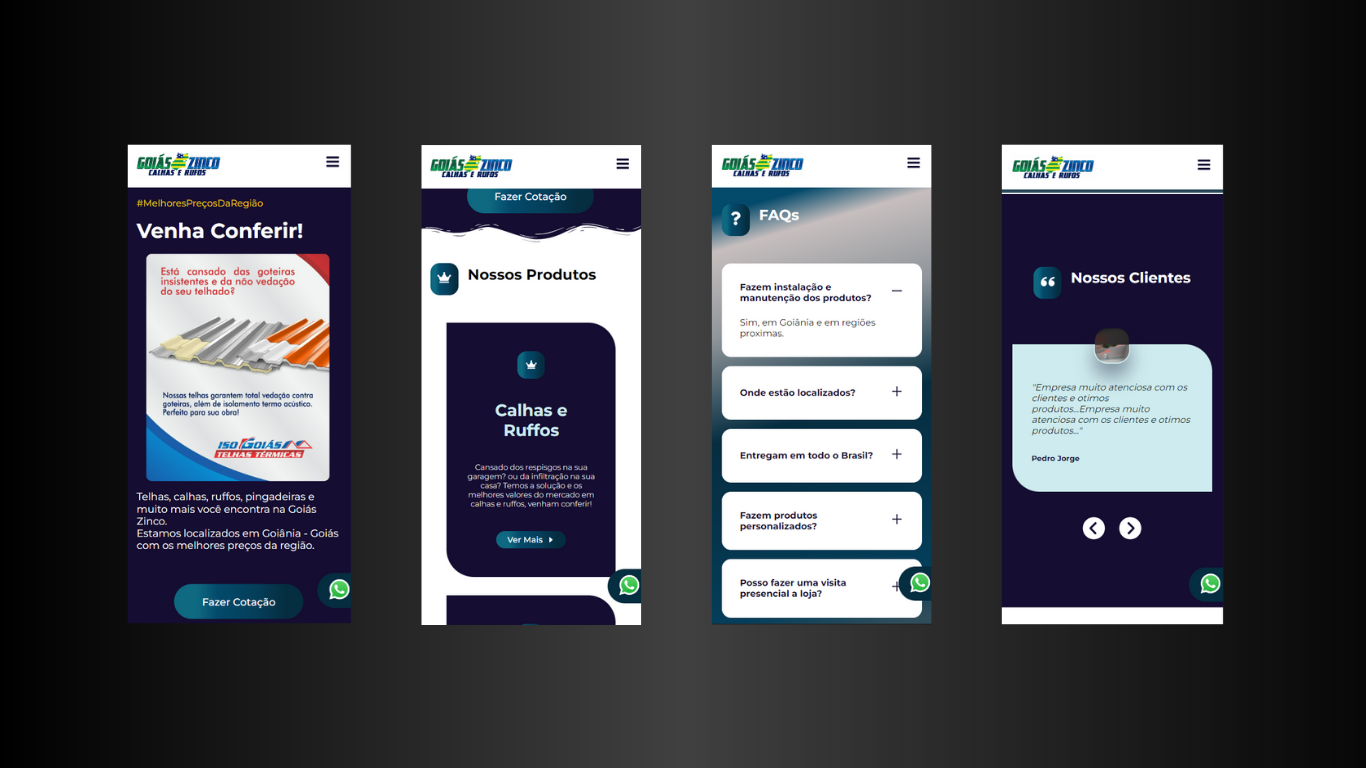 GOIÁS ZINCO
CALHAS E RUFOS
#MelhoresPreçosDaRegião
Venha Conferir!
Está cansado das goteiras
insistentes e da não vedação
do seu telhado?
Nossas telhas garantem total vedação contra
goteiras, além de isolamento termo acústico.
Perfeito para sua obra!
ISO GOIÁS
TELHAS TÉRMICAS
Telhas, calhas, ruffos, pingadeiras e
muito mais você encontra na Goiás
Zinco.
Estamos localizados em Goiânia - Goiás
com os melhores preços da região.
Fazer Cotação
GOIÁS ZINCO
CALHAS E RUFOS
Fazer Cotação
Nossos Produtos
Calhas e
Ruffos
Cansado dos respisgos na sua
garagem? ou da infiltração na sua
casa? Temos a solução e os
melhores valores do mercado em
calhas e ruffos, venham conferir!
Ver Mais
GOIÁS ZINCO
CALHAS E RUFOS
?
FAQs
Fazem instalação e
manutenção dos produtos?
Sim, em Goiânia e em regiões
proximas.
Onde estão localizados?
Entregam em todo o Brasil?
Fazem produtos
personalizados?
Posso fazer uma visita
presencial a loja?
GOIÁS ZINCO
CALHAS E RUFOS
Nossos Clientes
"Empresa muito atenciosa com os
clientes e otimos
produtos...Empresa muito
atenciosa com os clientes e otimos
produtos..."
Pedro Jorge